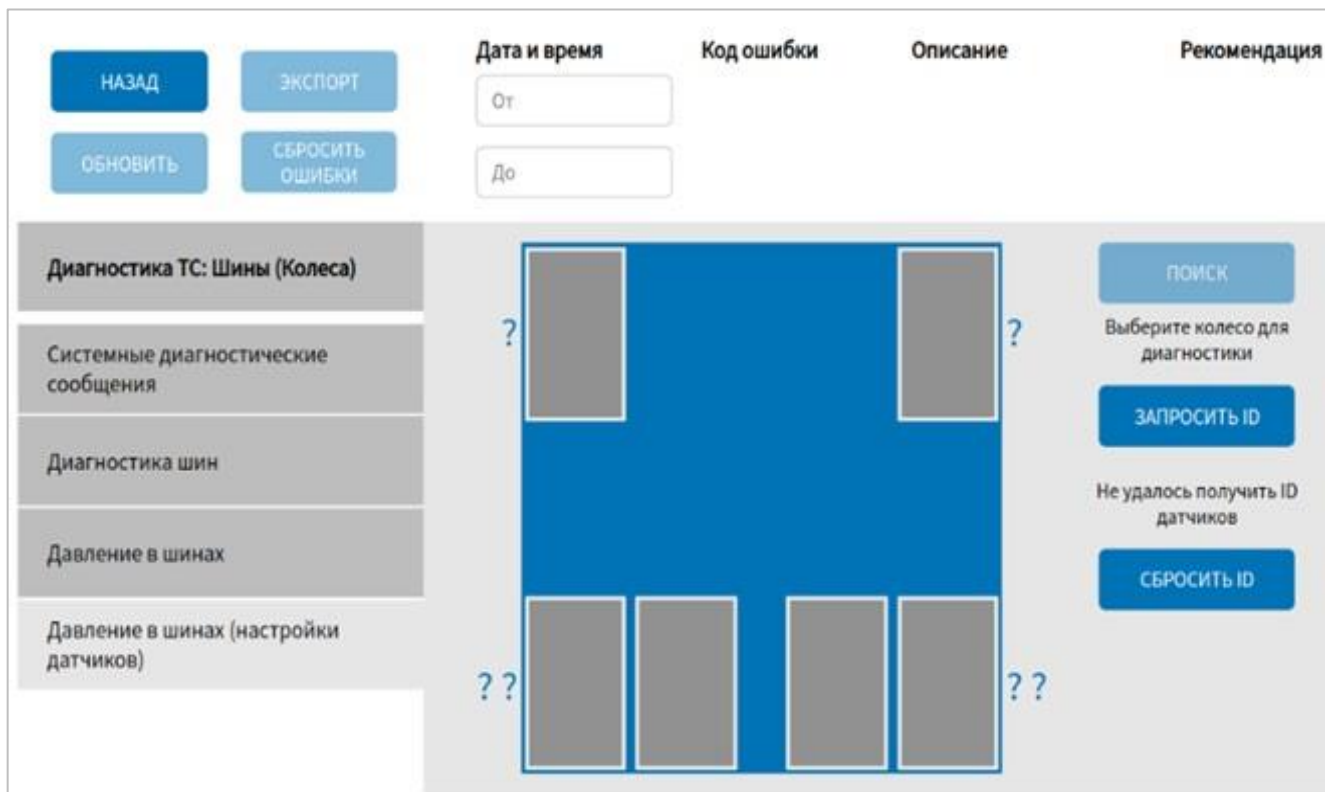 НАЗАД
ЭКСПОРТ
ОБНОВИТЬ
СБРОСИТЬ
ОШИБКИ
Дата и время
Код ошибки
Описание
Рекомендация
От
До
Диагностика ТС: Шины (Колеса)
Системные диагностические
сообщения
Диагностика шин
Давление в шинах
Давление в шинах (настройки
датчиков)
?
?
? ?
? ?
ПОИСК
Выберите колесо для
диагностики
ЗАПРОСИТЬ ID
Не удалось получить ID
датчиков
СБРОСИТЬ ID